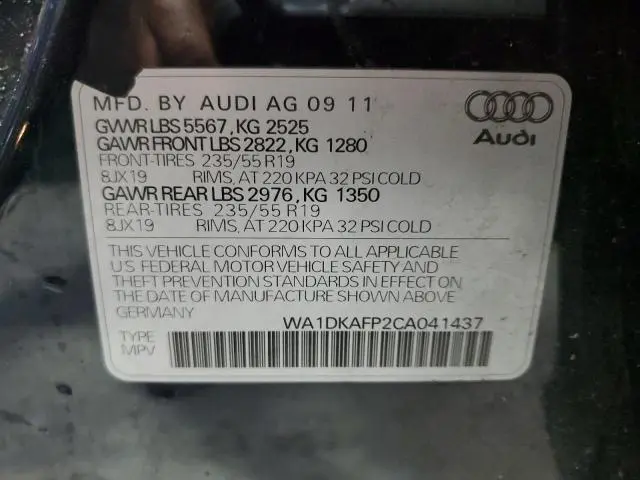 MFD. BY AUDI AG 09 11
GVWR LBS 5567, KG 2525
GAWR FRONT LBS 2822, KG 1280
FRONT-TIRES 235/55 R19
8JX19 RIMS, AT 220 KPA 32 PSI COLD
GAWR REAR LBS 2976, KG 1350
REAR-TIRES 235/55 R19
8JX19 RIMS, AT 220 KPA 32 PSI COLD
Audi
THIS VEHICLE CONFORMS TO ALL APPLICABLE
U.S. FEDERAL MOTOR VEHICLE SAFETY AND
THEFT PREVENTION STANDARDS IN EFFECT ON
THE DATE OF MANUFACTURE SHOWN ABOVE
GERMANY
WA1DKAFP2CA041437
TYPE
MPV